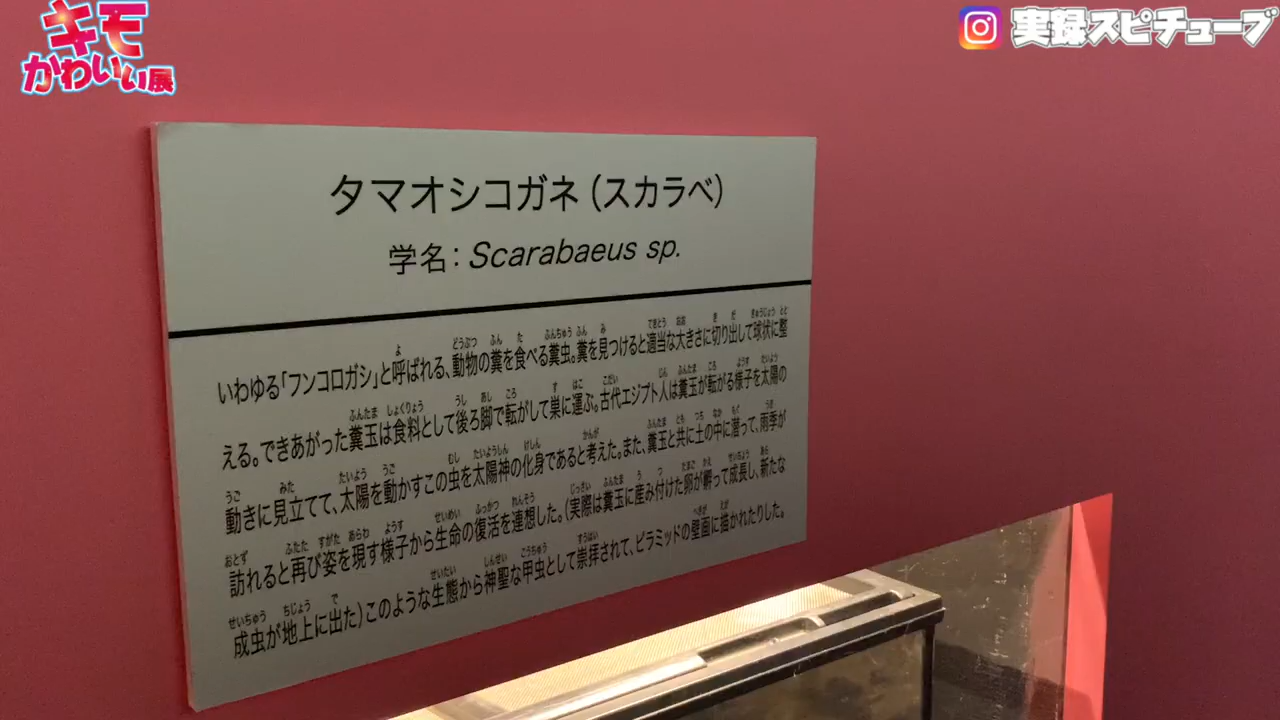 キモ
かわいい展
実録スピチューブ
タマオシコガネ（スカラベ）
学名：Scarabaeus sp.
いわゆる「フンコロガシ」と呼ばれる、動物の糞を食べる糞虫。糞を見つけると適当な大きさに切り出して球状に整
える。できあがった糞玉は食料として後ろ脚で転がして巣に運ぶ。古代エジプト人は糞玉が転がる様子を太陽の
動きに見立てて、太陽を動かすこの虫を太陽神の化身であると考えた。また、糞玉と共に土の中に潜って、雨季が
訪れると再び姿を現す様子から生命の復活を連想した。（実際は糞玉に産み付けた卵が孵って成長し、新たな
成虫が地上に出た）このような生態から神聖な甲虫として崇拝されて、ピラミッドの壁画に描かれたりした。